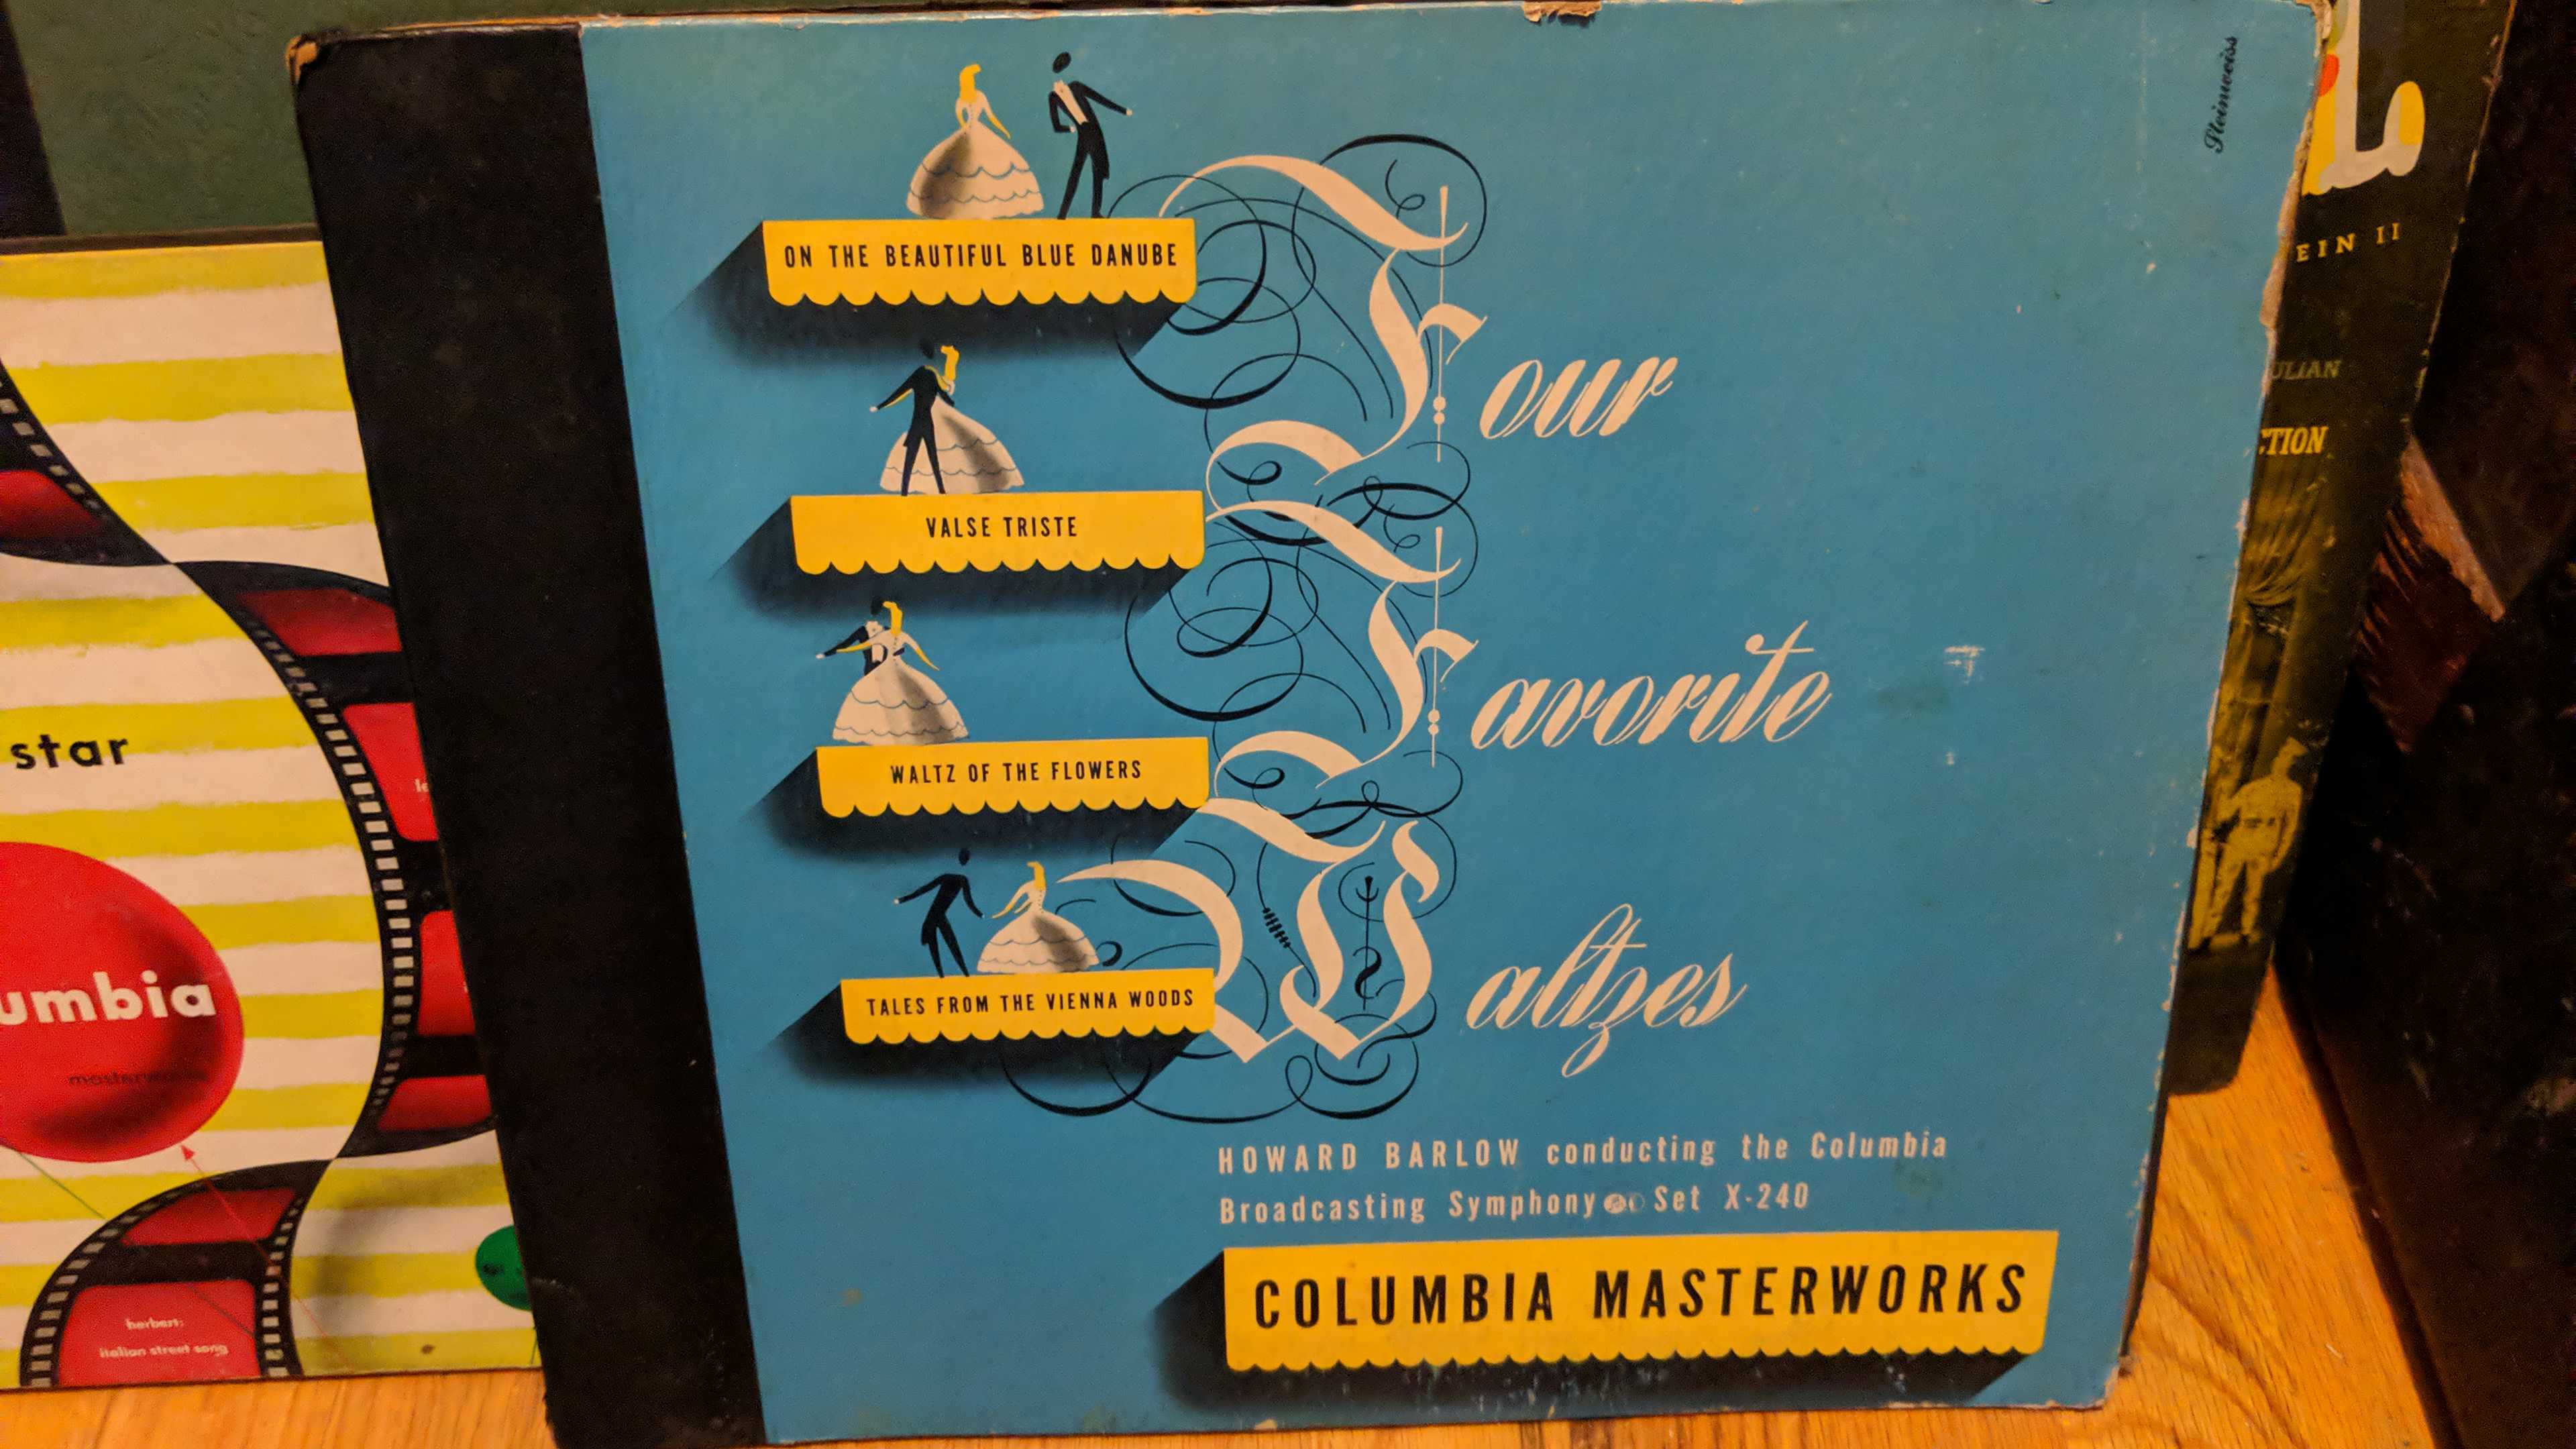 Steinweiss
ON THE BEAUTIFUL BLUE DANUBE
VALSE TRISTE
WALTZ OF THE FLOWERS
TALES FROM THE VIENNA WOODS
Four
Favorite
Waltzes
HOWARD BARLOW conducting the Columbia
Broadcasting Symphony Set X-240
COLUMBIA MASTERWORKS
star
umbia
masterworks
herbert:
italian street song
EIN II
ULIAN
CTION